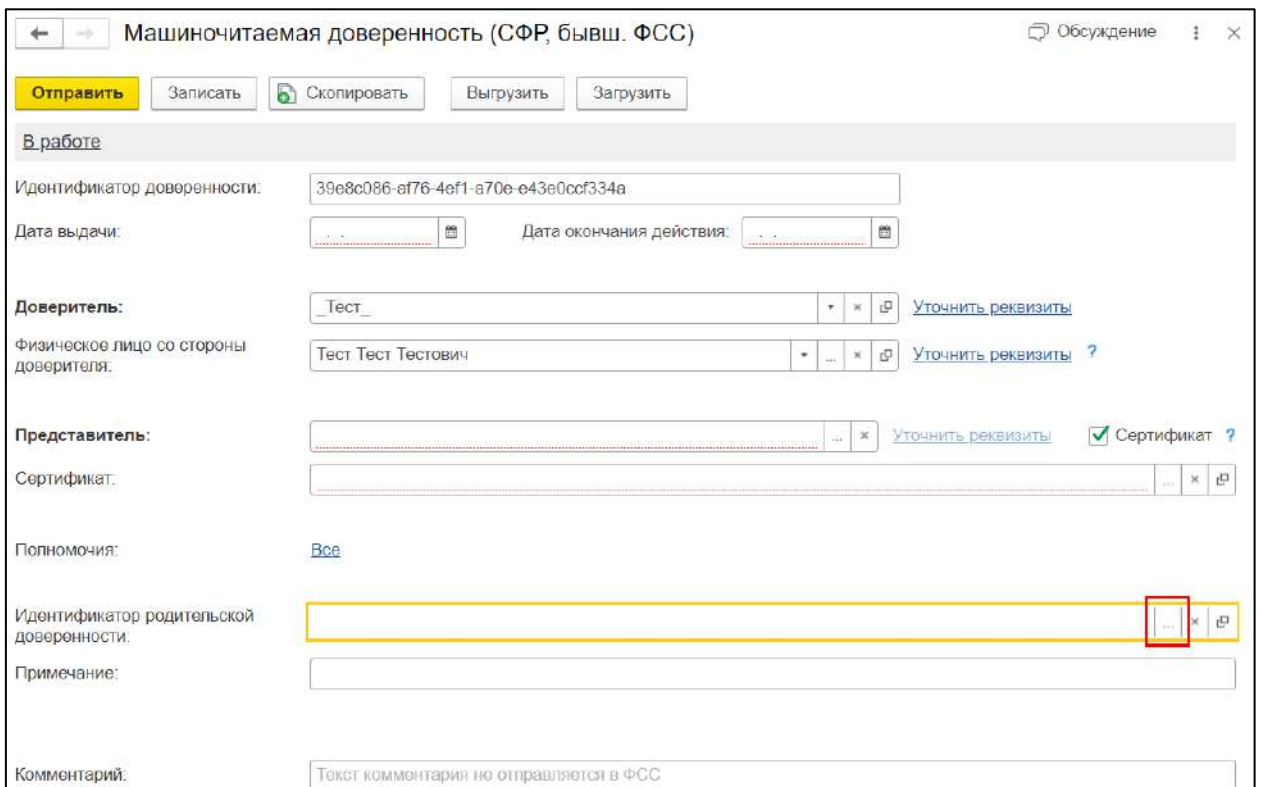 Машиночитаемая доверенность (СФР, бывш. ФСС) Обсуждение
Отправить Записать Скопировать Выгрузить Загрузить
В работе
Идентификатор доверенности: 39e8c086-af76-4ef1-a70e-e43e0ccf334a
Дата выдачи: . . Дата окончания действия: . .
Доверитель: _Тест_ Уточнить реквизиты
Физическое лицо со стороны
доверителя: Тест Тест Тестович Уточнить реквизиты ?
Представитель: ... Уточнить реквизиты Сертификат ?
Сертификат: ...
Полномочия: Все
Идентификатор родительской
доверенности: ...
Примечание:
Комментарий: Текст комментария не отправляется в ФСС